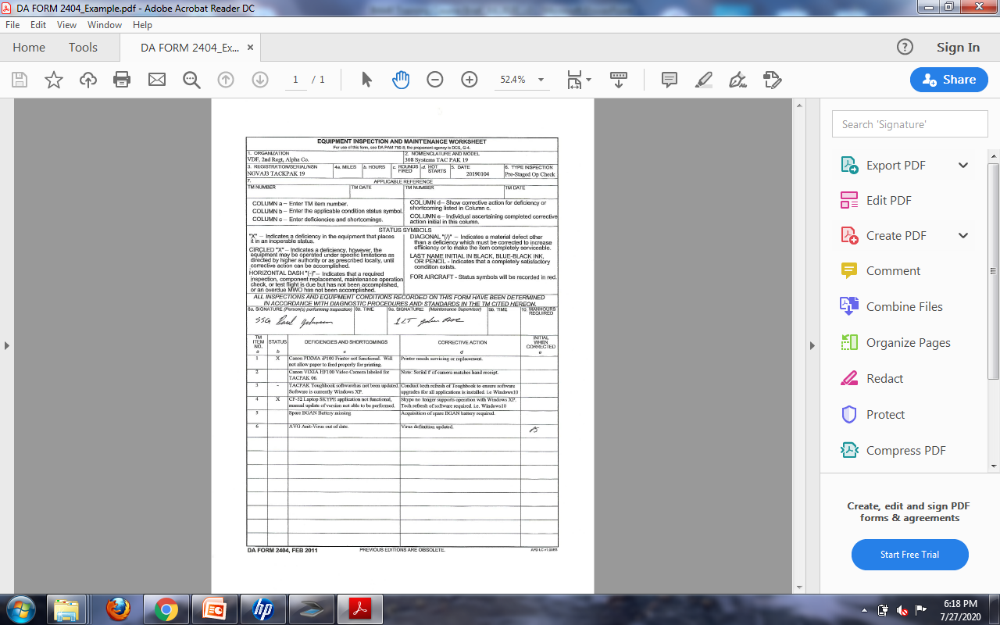 DA FORM 2404_Example.pdf - Adobe Acrobat Reader DC
File Edit View Window Help
Home Tools DA FORM 2404_Ex... × Sign In
1 / 1 52.4% Share
EQUIPMENT INSPECTION AND MAINTENANCE WORKSHEET
For use of this form, see DA PAM 750-8; the proponent agency is DCS, G-4.
1. ORGANIZATION 2. NOMENCLATURE AND MODEL
VDF, 2nd Regt, Alpha Co. 308 Systems TAC PAK 19
3. REGISTRATION/SERIAL/NSN 4a. MILES b. HOURS c. ROUNDS FIRED d. HOT STARTS 5. DATE 6. TYPE INSPECTION
NGVAJ3 TACKPAK 19 20190104 Pre-Staged Op Check
7. APPLICABLE REFERENCE
TM NUMBER TM DATE TM NUMBER TM DATE
COLUMN a – Enter TM item number.
COLUMN b – Enter the applicable condition status symbol.
COLUMN c – Enter deficiencies and shortcomings.
COLUMN d – Show corrective action for deficiency or
shortcoming listed in Column c.
COLUMN e – Individual ascertaining completed corrective
action initial in this column.
STATUS SYMBOLS
"X" – Indicates a deficiency in the equipment that places
it in an inoperable status.
CIRCLED "X" – Indicates a deficiency, however, the
equipment may be operated under specific limitations as
directed by higher authority or as prescribed locally, until
corrective action can be accomplished.
HORIZONTAL DASH "(-)" – Indicates that a required
inspection, component replacement, maintenance operation
check, or test flight is due but has not been accomplished,
or an overdue MWO has not been accomplished.
DIAGONAL "(/)" – Indicates a material defect other
than a deficiency which must be corrected to increase
efficiency or to make the item completely serviceable.
LAST NAME INITIAL IN BLACK, BLUE-BLACK INK,
OR PENCIL - Indicates that a completely satisfactory
condition exists.
FOR AIRCRAFT - Status symbols will be recorded in red.
ALL INSPECTIONS AND EQUIPMENT CONDITIONS RECORDED ON THIS FORM HAVE BEEN DETERMINED
IN ACCORDANCE WITH DIAGNOSTIC PROCEDURES AND STANDARDS IN THE TM CITED HEREON.
8a. SIGNATURE (Person(s) performing inspection) 8b. TIME 9a. SIGNATURE (Maintenance Supervisor) 9b. TIME 10. MANHOURS REQUIRED
SSG 1LT
TM ITEM NO. a STATUS b DEFICIENCIES AND SHORTCOMINGS c CORRECTIVE ACTION d INITIAL WHEN CORRECTED e
1 X Canon PIXMA iP100 Printer not functional. Will Printer needs servicing or replacement.
not allow paper to feed properly for printing.
2 Canon VIXIA HF100 Video Camera labeled for Note: Serial # of camera matches hand receipt.
TACPAK 06.
3 - TACPAK Toughbook softwarehas not been updated. Conduct tech refresh of Toughbook to ensure software
Software is currently Windows XP. upgrades for all applications is installed. i.e Windows10
4 X CF-52 Laptop SKYPE application not functional, Skype no longer supports operation with Windows XP.
manual update of version not able to be performed. Tech refresh of software required. i.e. Windows10
5 Spare BGAN Battery missing Acquisition of spare BGAN battery required.
6 AVG Anit-Virus out of date. Virus definition updated.
DA FORM 2404, FEB 2011 PREVIOUS EDITIONS ARE OBSOLETE.
Search 'Signature'
Export PDF
Edit PDF
Create PDF
Comment
Combine Files
Organize Pages
Redact
Protect
Compress PDF
Create, edit and sign PDF
forms & agreements
Start Free Trial
6:18 PM
7/27/2020